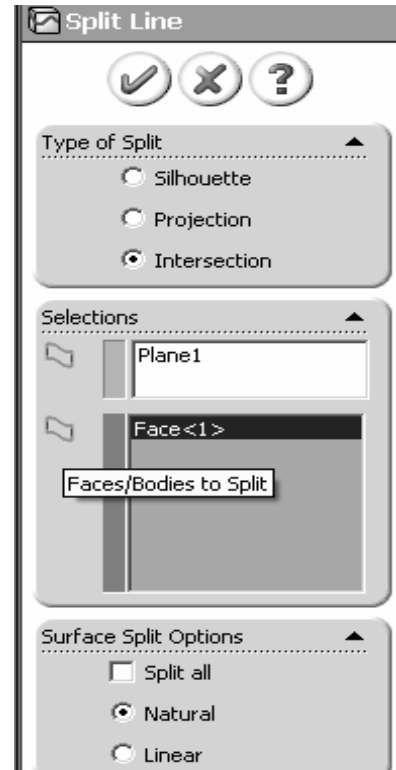 Split Line
?
Type of Split
Silhouette
Projection
Intersection
Selections
Plane1
Face<1>
Faces/Bodies to Split
Surface Split Options
Split all
Natural
Linear